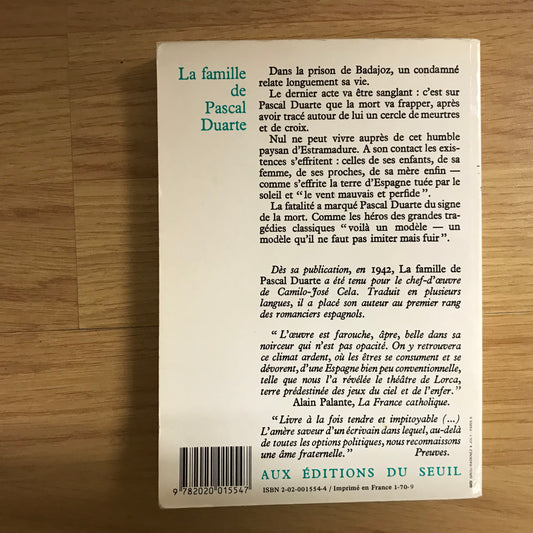 La famille
de
Pascal
Duarte
Dans la prison de Badajoz, un condamné
relate longuement sa vie.
Le dernier acte va être sanglant : c'est sur
Pascal Duarte que la mort va frapper, après
avoir tracé autour de lui un cercle de meurtres
et de croix.
Nul ne peut vivre auprès de cet humble
paysan d'Estramadure. A son contact les exis-
tences s'effritent : celles de ses enfants, de sa
femme, de ses proches, de sa mère enfin —
comme s'effrite la terre d'Espagne tuée par le
soleil et "le vent mauvais et perfide".
La fatalité a marqué Pascal Duarte du signe
de la mort. Comme les héros des grandes tra-
gédies classiques "voilà un modèle — un
modèle qu'il ne faut pas imiter mais fuir".
Dès sa publication, en 1942, La famille de
Pascal Duarte a été tenu pour le chef-d'œuvre
de Camilo-José Cela. Traduit en plusieurs
langues, il a placé son auteur au premier rang
des romanciers espagnols.
" L'œuvre est farouche, âpre, belle dans sa
noirceur qui n'est pas opacité. On y retrouvera
ce climat ardent, où les êtres se consument et se
dévorent, d'une Espagne bien peu conventionnelle,
telle que nous l'a révélée le théâtre de Lorca,
terre prédestinée des jeux du ciel et de l'enfer. "
Alain Palante, La France catholique.
" Livre à la fois tendre et impitoyable (...)
L'amère saveur d'un écrivain dans lequel, au-delà
de toutes les options politiques, nous reconnaissons
une âme fraternelle. " Preuves.
AUX ÉDITIONS DU SEUIL
ISBN 2-02-001554-4 / Imprimé en France 1-70-9
9 782020 015547